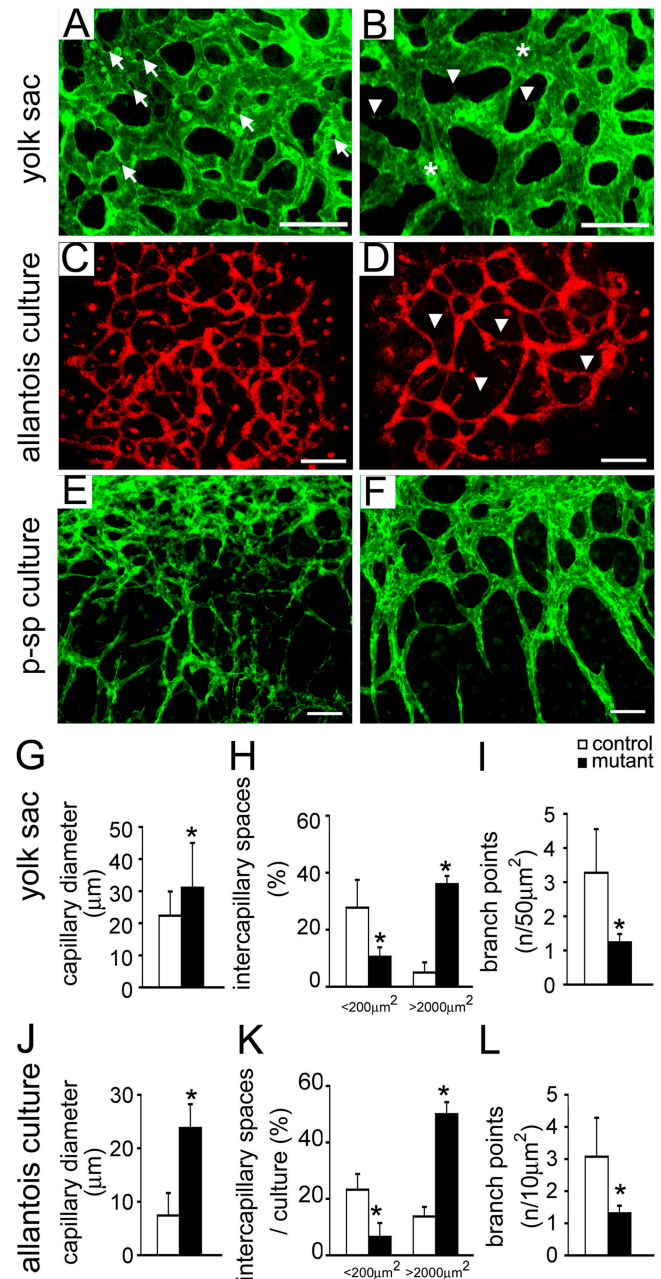 A
B
yolk sac
*
*
C
D
allantois culture
E
F
p-sp culture
control
mutant
G
yolk sac
capillary diameter
(µm)
50
40
30
20
10
0
*
H
intercapillary spaces
(%)
60
30
0
*
*
<200µm²
>2000µm²
I
branch points
(n/50µm²)
5
4
3
2
1
0
*
J
allantois culture
capillary diameter
(µm)
30
20
10
0
*
K
intercapillary spaces
/ culture (%)
60
40
20
0
*
*
<200µm²
>2000µm²
L
branch points
(n/10µm²)
5
4
3
2
1
0
*